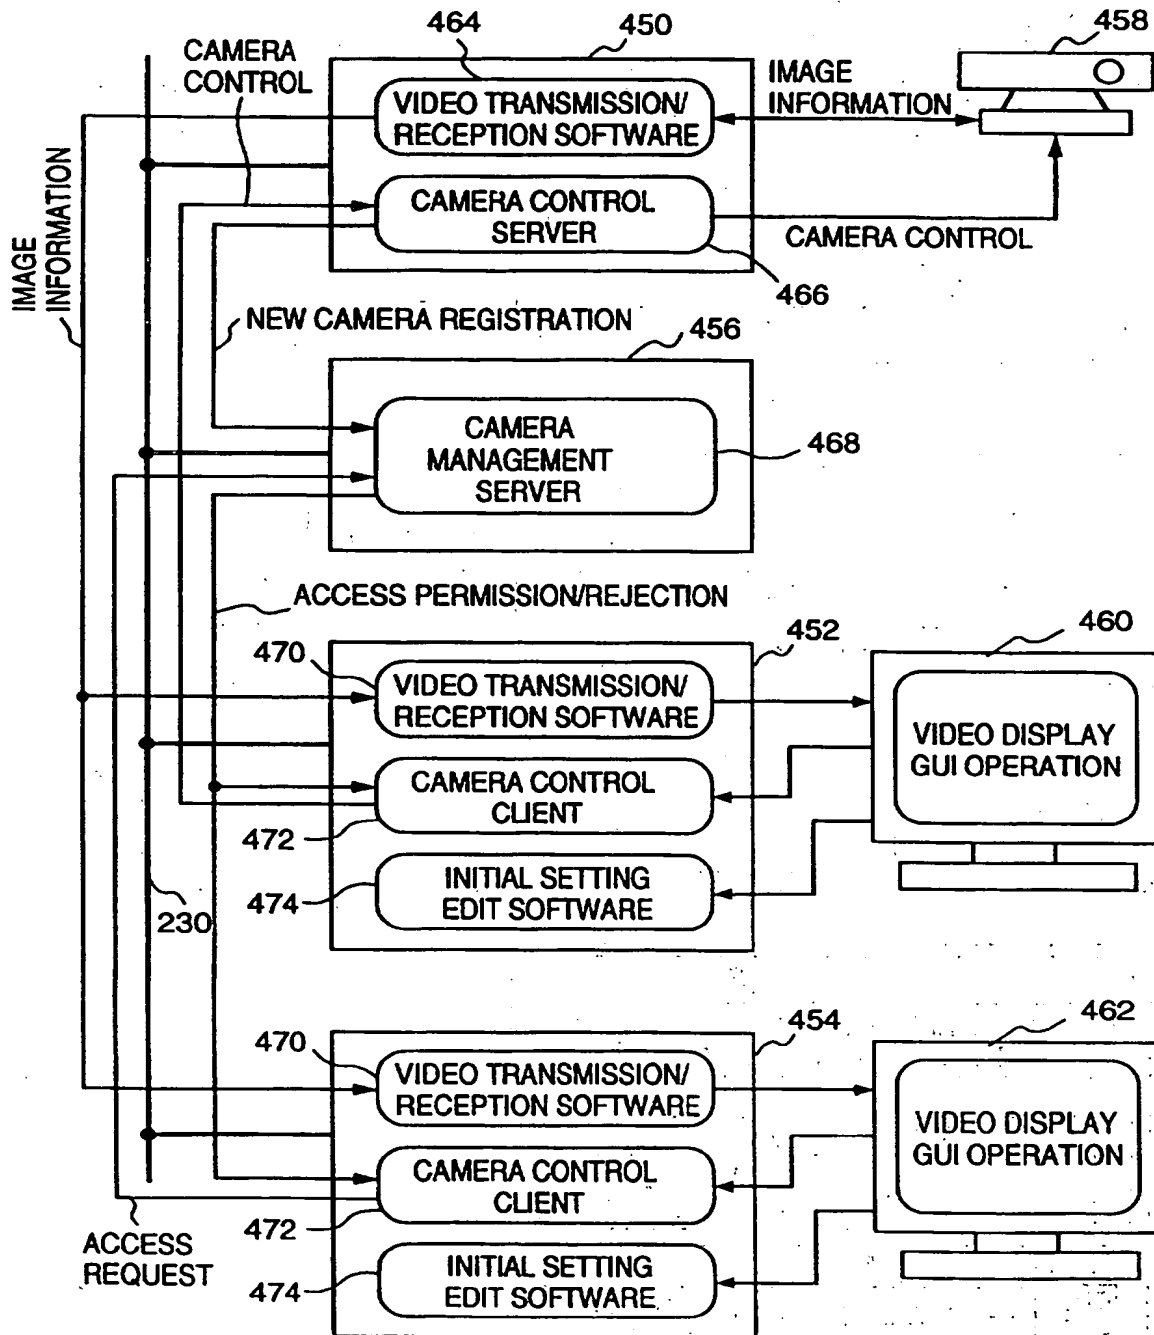 464
450
458
CAMERA
CONTROL
IMAGE
INFORMATION
VIDEO TRANSMISSION/
RECEPTION SOFTWARE
CAMERA CONTROL
SERVER
CAMERA CONTROL
466
IMAGE
INFORMATION
NEW CAMERA REGISTRATION
456
CAMERA
MANAGEMENT
SERVER
468
ACCESS PERMISSION/REJECTION
470
452
460
VIDEO TRANSMISSION/
RECEPTION SOFTWARE
VIDEO DISPLAY
GUI OPERATION
CAMERA CONTROL
CLIENT
472
INITIAL SETTING
EDIT SOFTWARE
474
230
470
454
462
VIDEO TRANSMISSION/
RECEPTION SOFTWARE
VIDEO DISPLAY
GUI OPERATION
CAMERA CONTROL
CLIENT
472
ACCESS
REQUEST
474
INITIAL SETTING
EDIT SOFTWARE